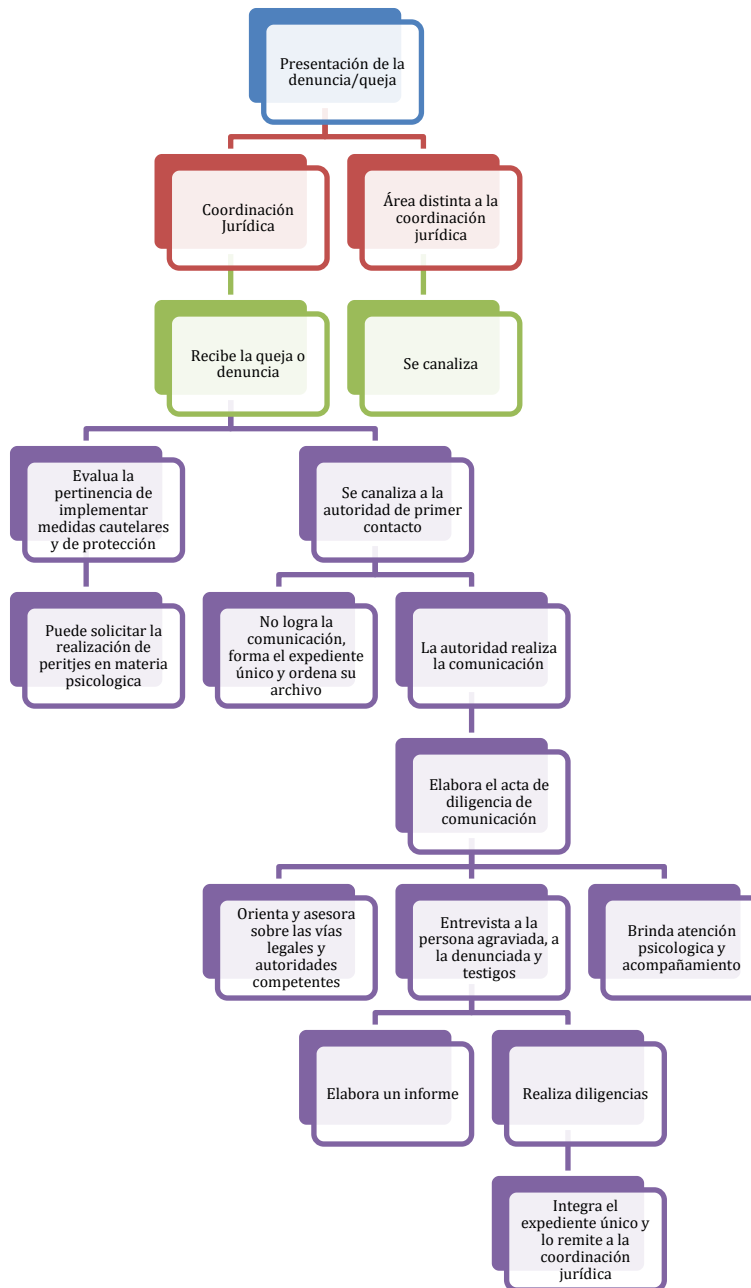 Presentación de la
denuncia/queja
Coordinación
Jurídica
Área distinta a la
coordinación
jurídica
Recibe la queja o
denuncia
Se canaliza
Evalua la
pertinencia de
implementar
medidas cautelares
y de protección
Se canaliza a la
autoridad de primer
contacto
Puede solicitar la
realización de
peritjes en materia
psicologica
No logra la
comunicación,
forma el expediente
único y ordena su
archivo
La autoridad realiza
la comunicación
Elabora el acta de
diligencia de
comunicación
Orienta y asesora
sobre las vías
legales y
autoridades
competentes
Entrevista a la
persona agraviada, a
la denunciada y
testigos
Brinda atención
psicologica y
acompañamiento
Elabora un informe
Realiza diligencias
Integra el
expediente único y
lo remite a la
coordinación
jurídica